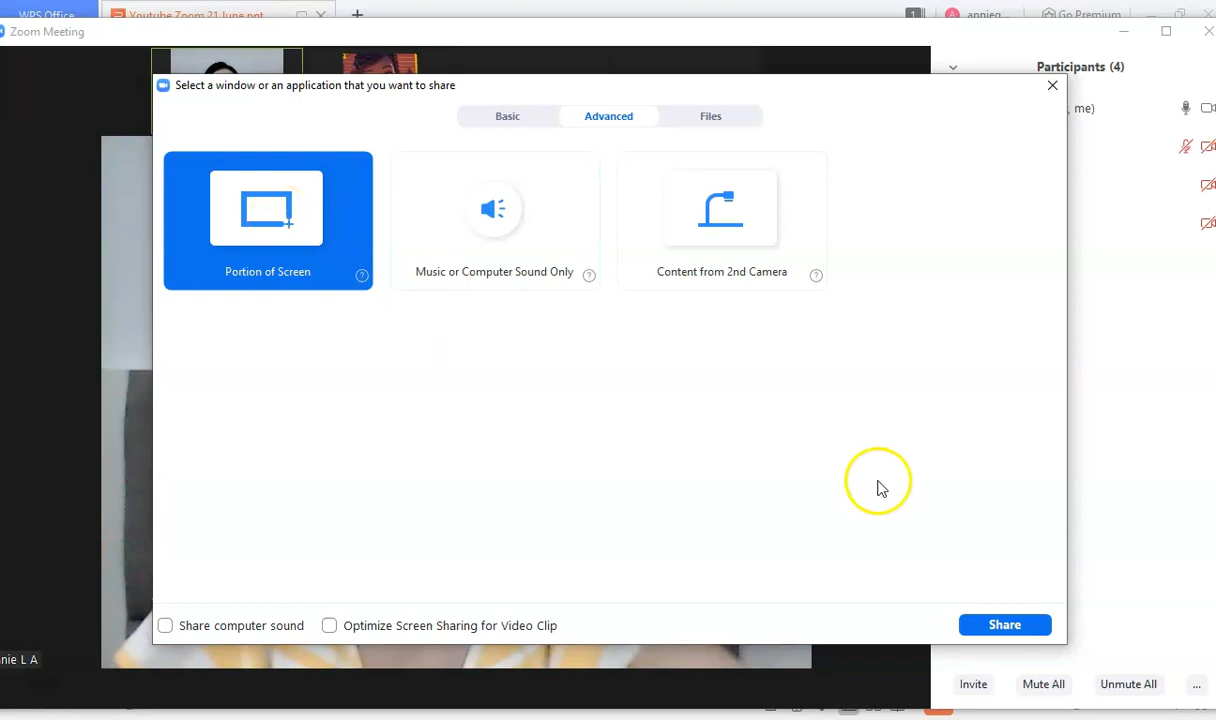 WPS Office
Youtube Zoom 21 June.ppt
1
A
Go Premium
Zoom Meeting
Select a window or an application that you want to share
Participants (4)
Basic
Advanced
Files
, me)
Portion of Screen
?
Music or Computer Sound Only
?
Content from 2nd Camera
?
Share computer sound
Optimize Screen Sharing for Video Clip
Share
nie L A
Invite
Mute All
Unmute All
...